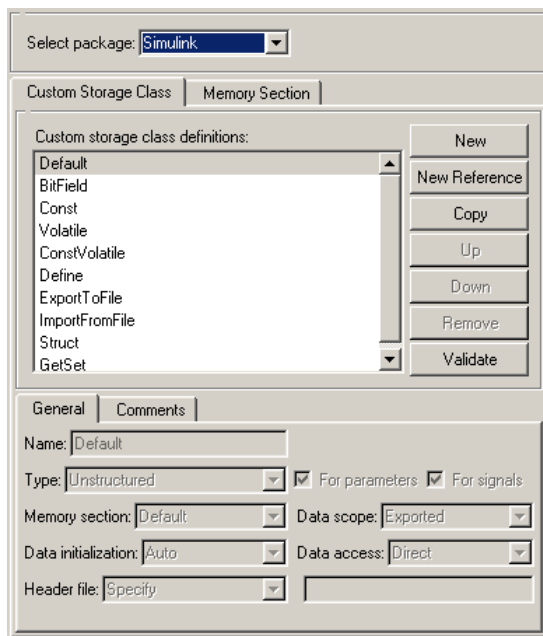 Select package: Simulink
Custom Storage Class
Memory Section
Custom storage class definitions:
Default
BitField
Const
Volatile
ConstVolatile
Define
ExportToFile
ImportFromFile
Struct
GetSet
New
New Reference
Copy
Up
Down
Remove
Validate
General
Comments
Name: Default
Type: Unstructured
For parameters
For signals
Memory section: Default
Data scope: Exported
Data initialization: Auto
Data access: Direct
Header file: Specify